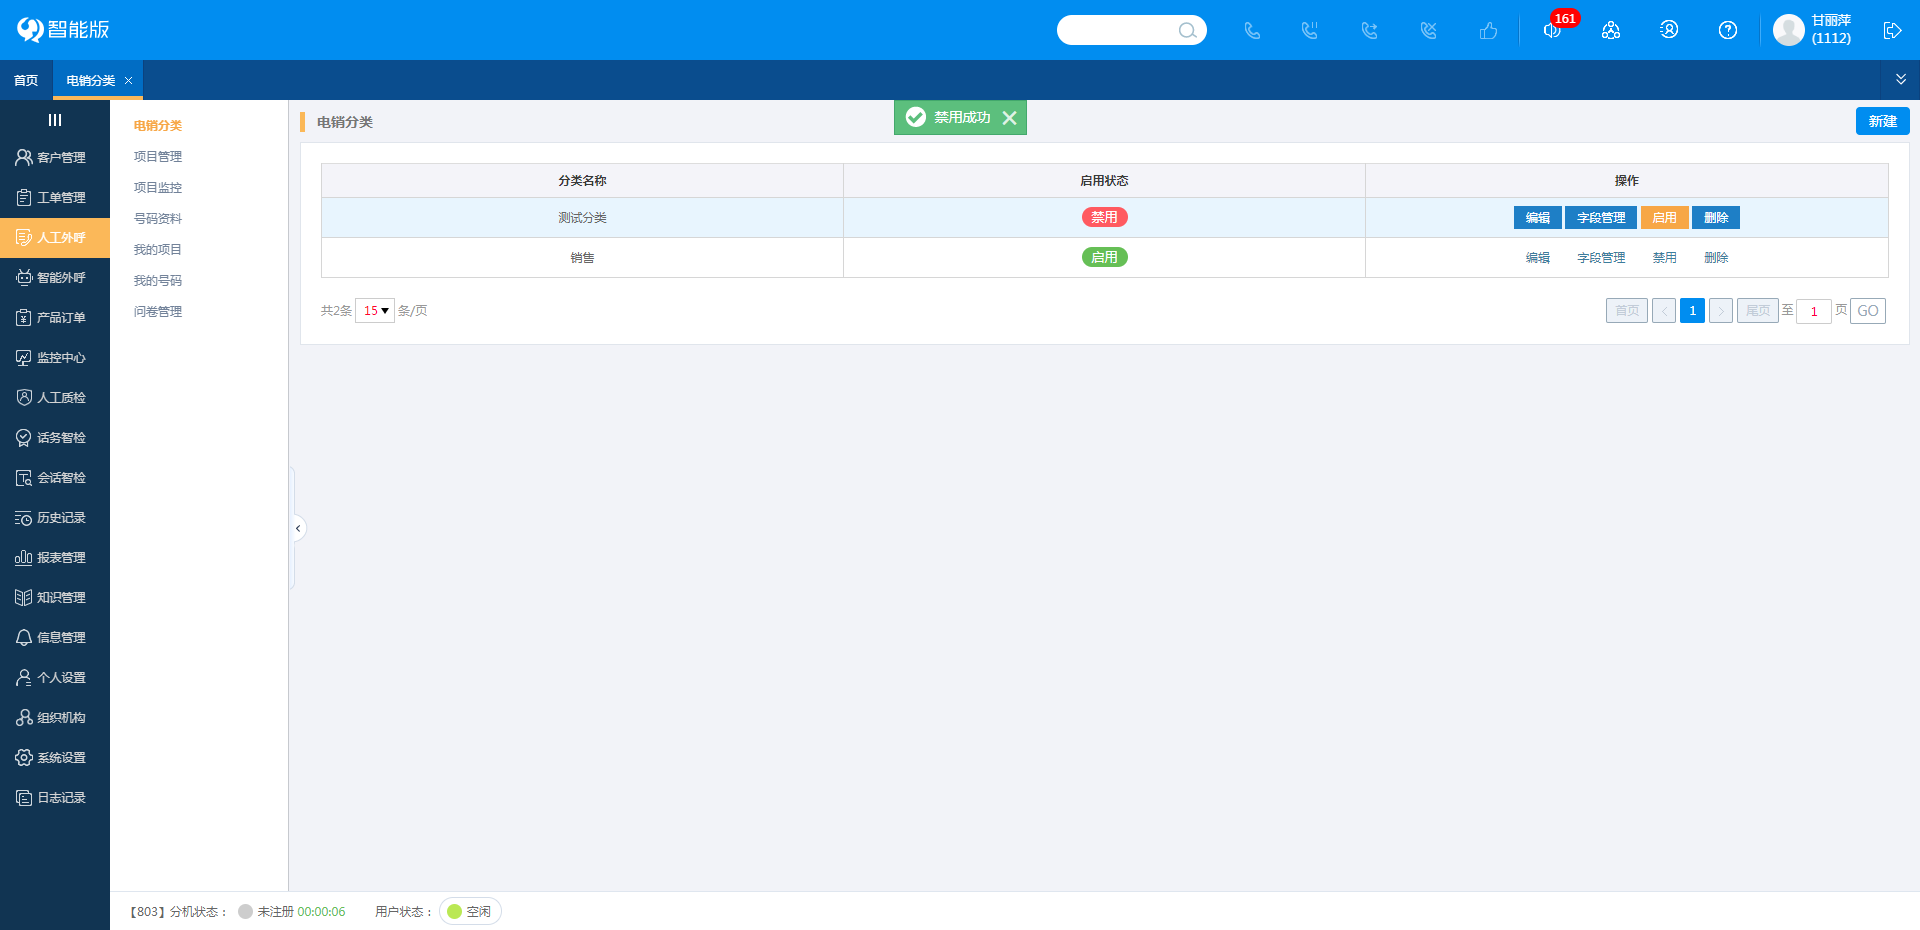 智能版
161
甘丽萍
(1112)
首页
电销分类
客户管理
工单管理
人工外呼
智能外呼
产品订单
监控中心
人工质检
话务智检
会话智检
历史记录
报表管理
知识管理
信息管理
个人设置
组织机构
系统设置
日志记录
电销分类
项目管理
项目监控
号码资料
我的项目
我的号码
问卷管理
电销分类
禁用成功
新建
分类名称 启用状态 操作
测试分类 禁用 编辑 字段管理 启用 删除
销售 启用 编辑 字段管理 禁用 删除
共2条 15 条/页 首页 < 1 > 尾页 至 1 页 GO
【803】分机状态： 未注册 00:00:06 用户状态： 空闲